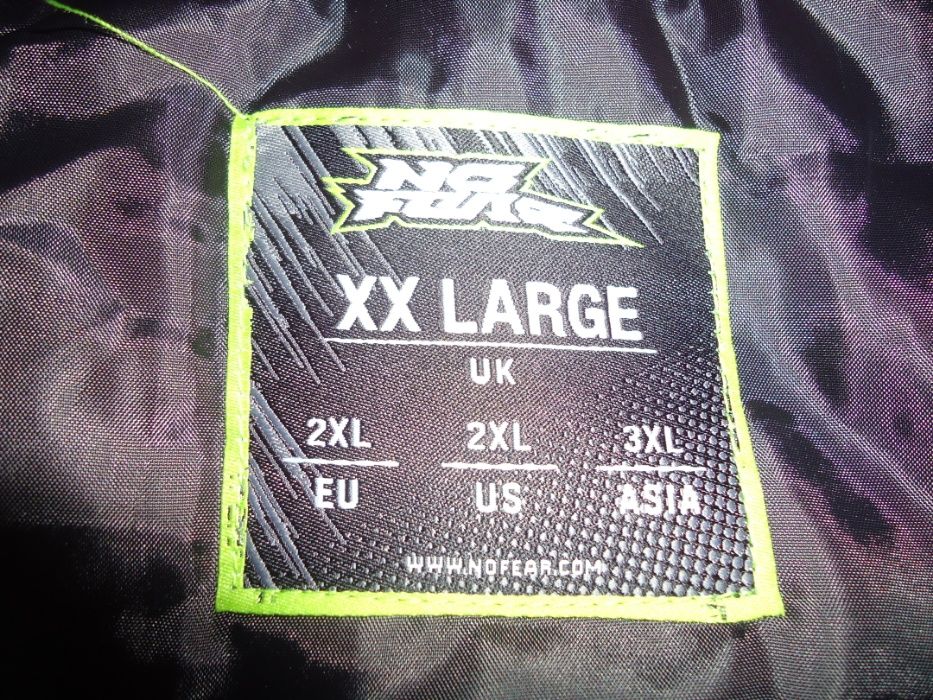 NO
FEAR
XX LARGE
UK
2XL 2XL 3XL
EU US ASIA
WWW.NOFEAR.COM